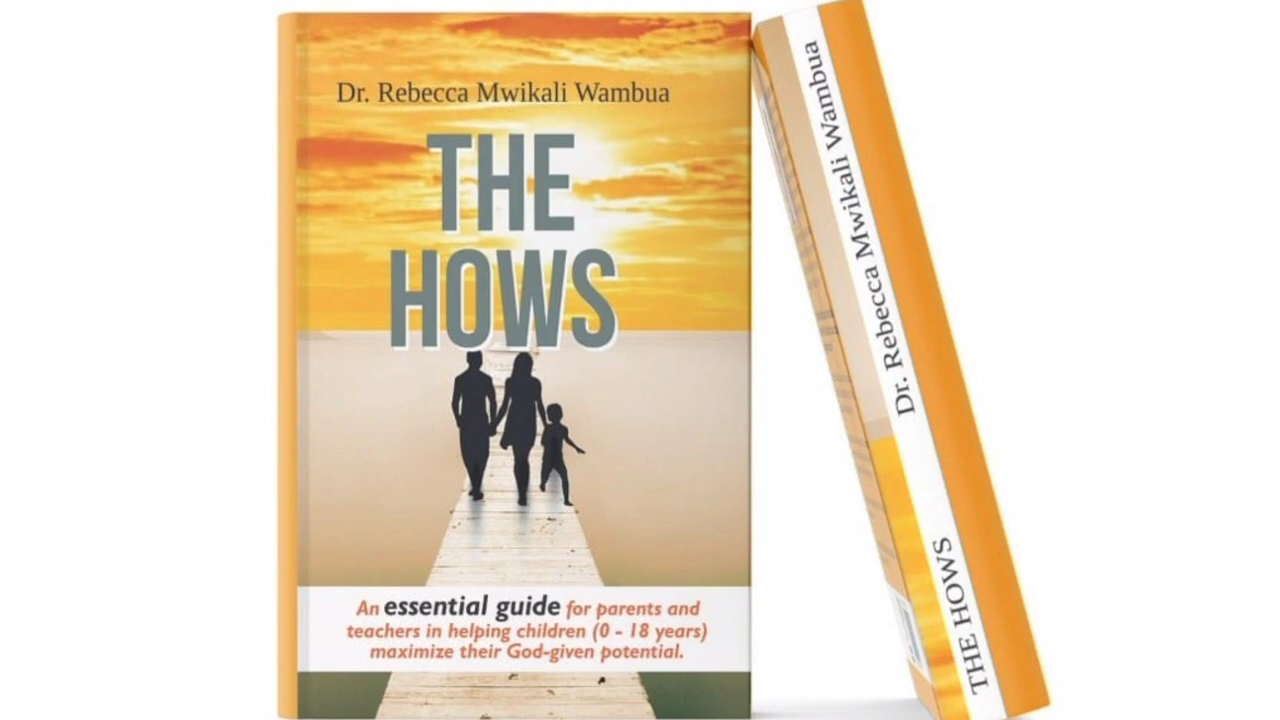 Dr. Rebecca Mwikali Wambua
THE
HOWS
An essential guide for parents and
teachers in helping children (0 - 18 years)
maximize their God-given potential.
Dr. Rebecca Mwikali Wambua
THE HOWS